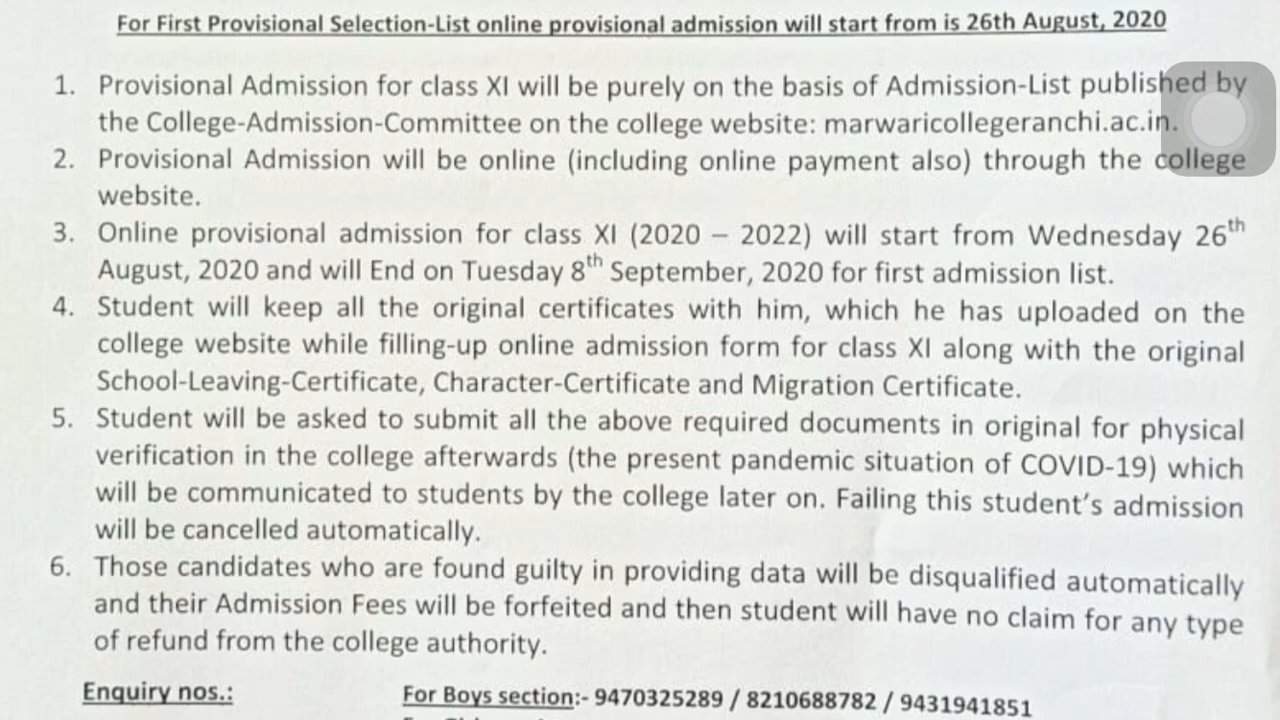 For First Provisional Selection-List online provisional admission will start from is 26th August, 2020
1. Provisional Admission for class XI will be purely on the basis of Admission-List published by
the College-Admission-Committee on the college website: marwaricollegeranchi.ac.in.
2. Provisional Admission will be online (including online payment also) through the college
website.
3. Online provisional admission for class XI (2020 – 2022) will start from Wednesday 26th
August, 2020 and will End on Tuesday 8th September, 2020 for first admission list.
4. Student will keep all the original certificates with him, which he has uploaded on the
college website while filling-up online admission form for class XI along with the original
School-Leaving-Certificate, Character-Certificate and Migration Certificate.
5. Student will be asked to submit all the above required documents in original for physical
verification in the college afterwards (the present pandemic situation of COVID-19) which
will be communicated to students by the college later on. Failing this student's admission
will be cancelled automatically.
6. Those candidates who are found guilty in providing data will be disqualified automatically
and their Admission Fees will be forfeited and then student will have no claim for any type
of refund from the college authority.
Enquiry nos.: For Boys section:- 9470325289 / 8210688782 / 9431941851